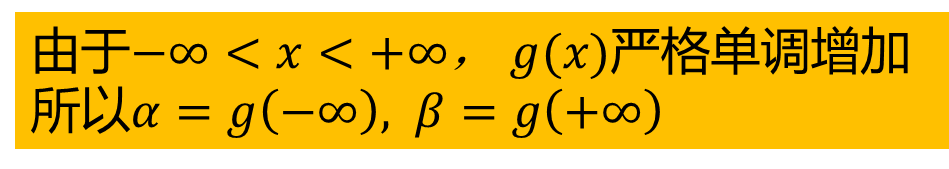 由于−∞ < x < +∞， g(x)严格单调增加
所以α = g(−∞), β = g(+∞)